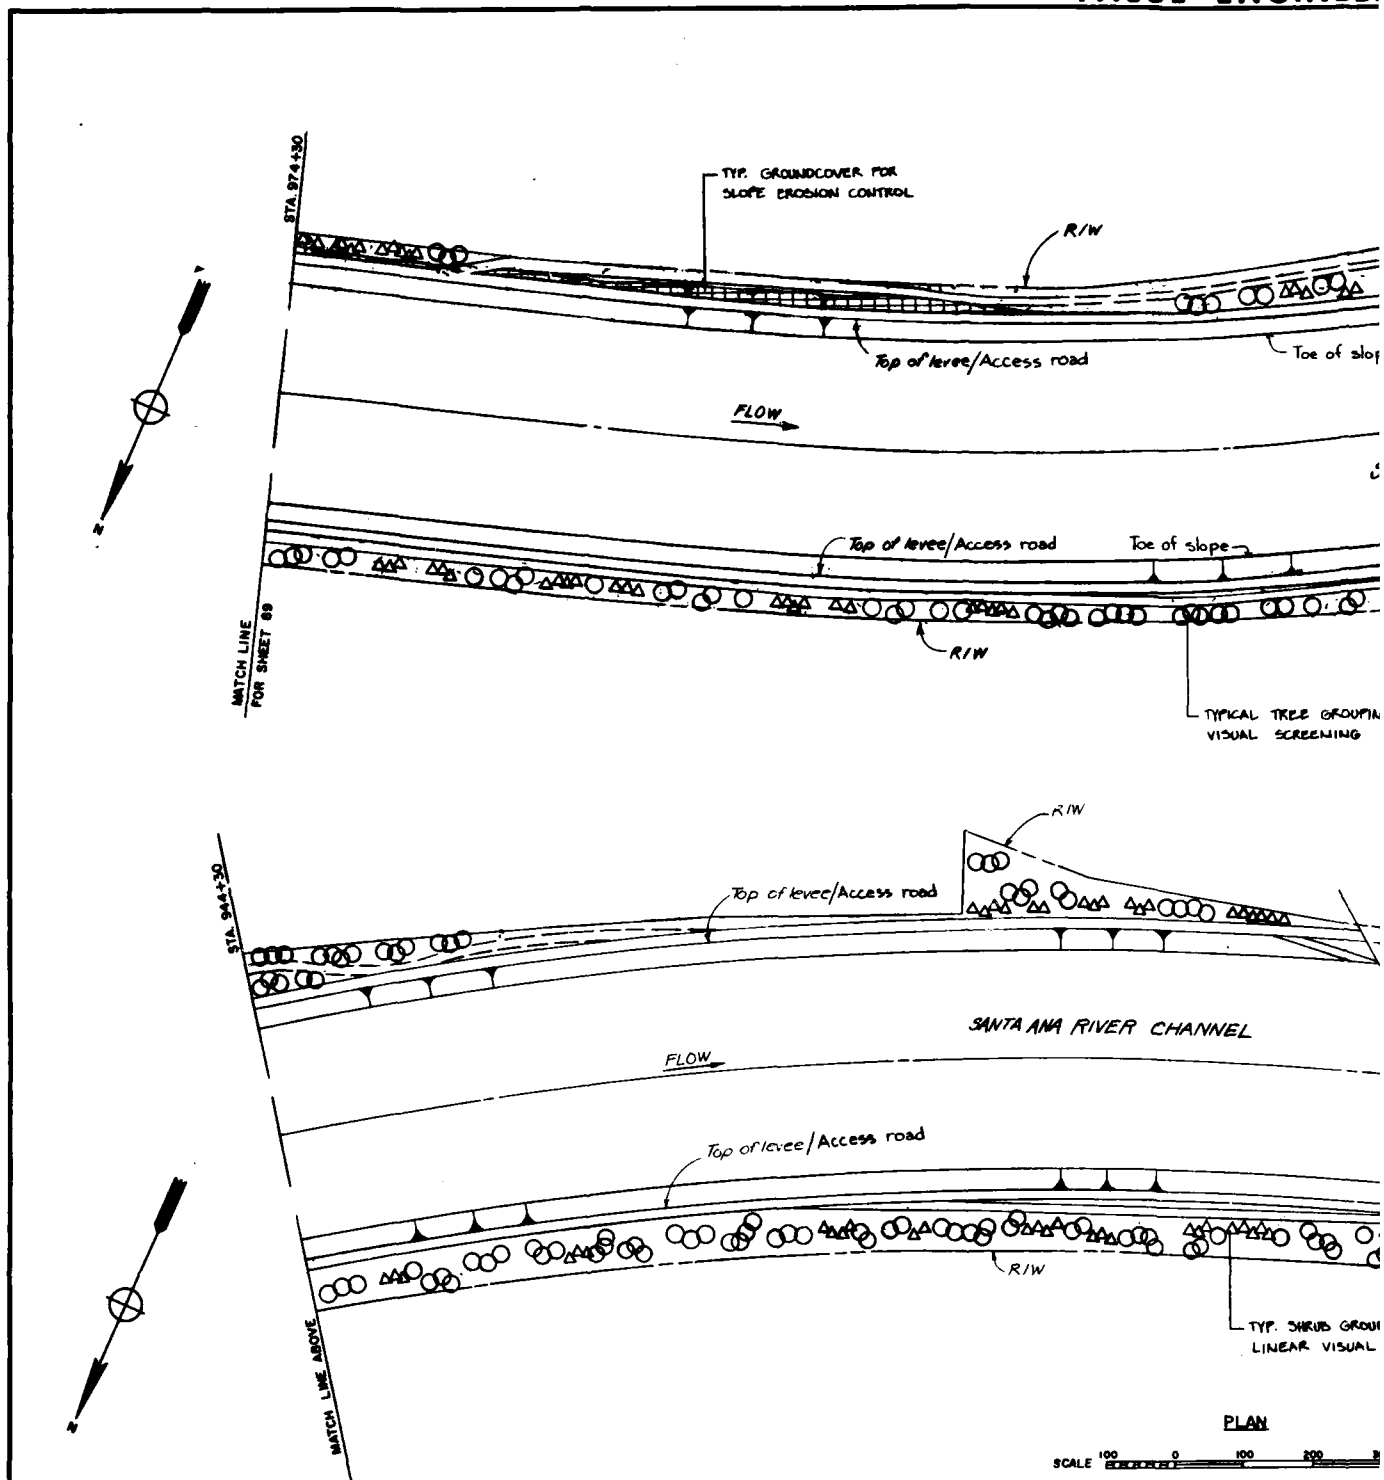 STA. 974+30
TYP. GROUNDCOVER FOR
SLOPE EROSION CONTROL
R/W
Top of levee/Access road
Toe of slop
FLOW
N
Top of levee/Access road
Toe of slope
R/W
MATCH LINE
FOR SHEET 89
TYPICAL TREE GROUPIN
VISUAL SCREENING
R/W
STA. 944+30
Top of levee/Access road
SANTA ANA RIVER CHANNEL
FLOW
Top of levee/Access road
R/W
N
MATCH LINE ABOVE
TYP. SHRUB GROU
LINEAR VISUAL
PLAN
SCALE 100 0 100 200